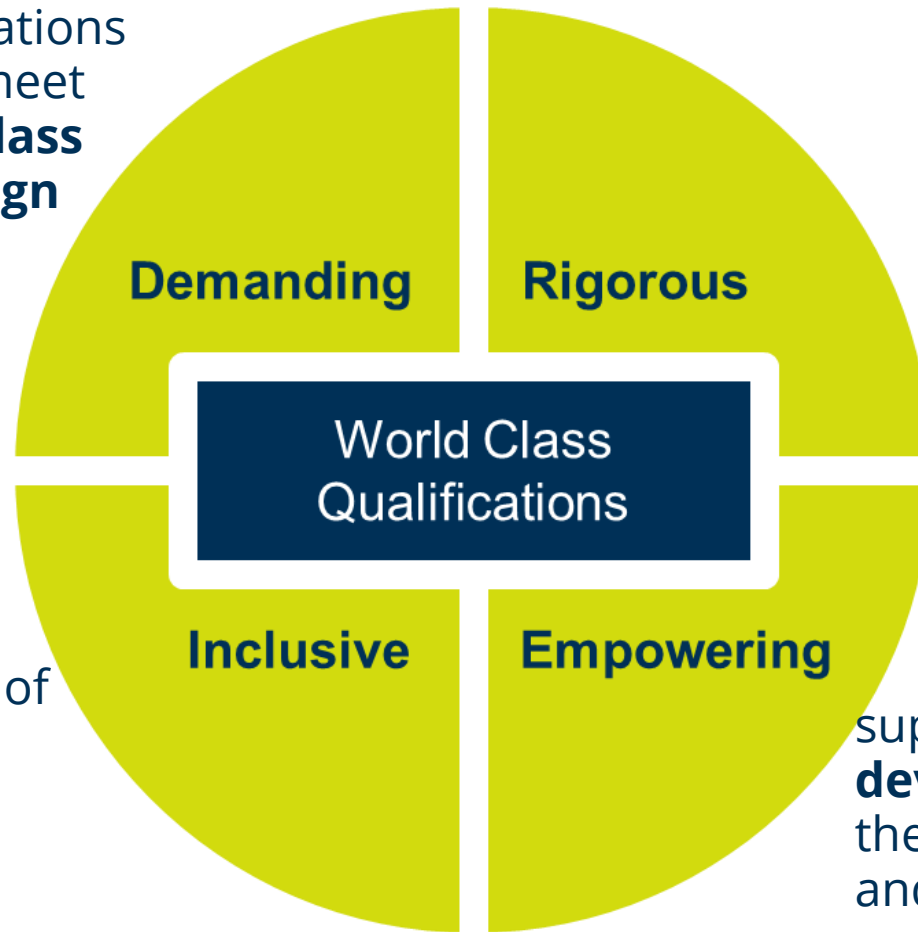 ations
neet
lass
gn
Demanding
Rigorous
World Class
Qualifications
Inclusive
Empowering
of
sup
dev
the
and